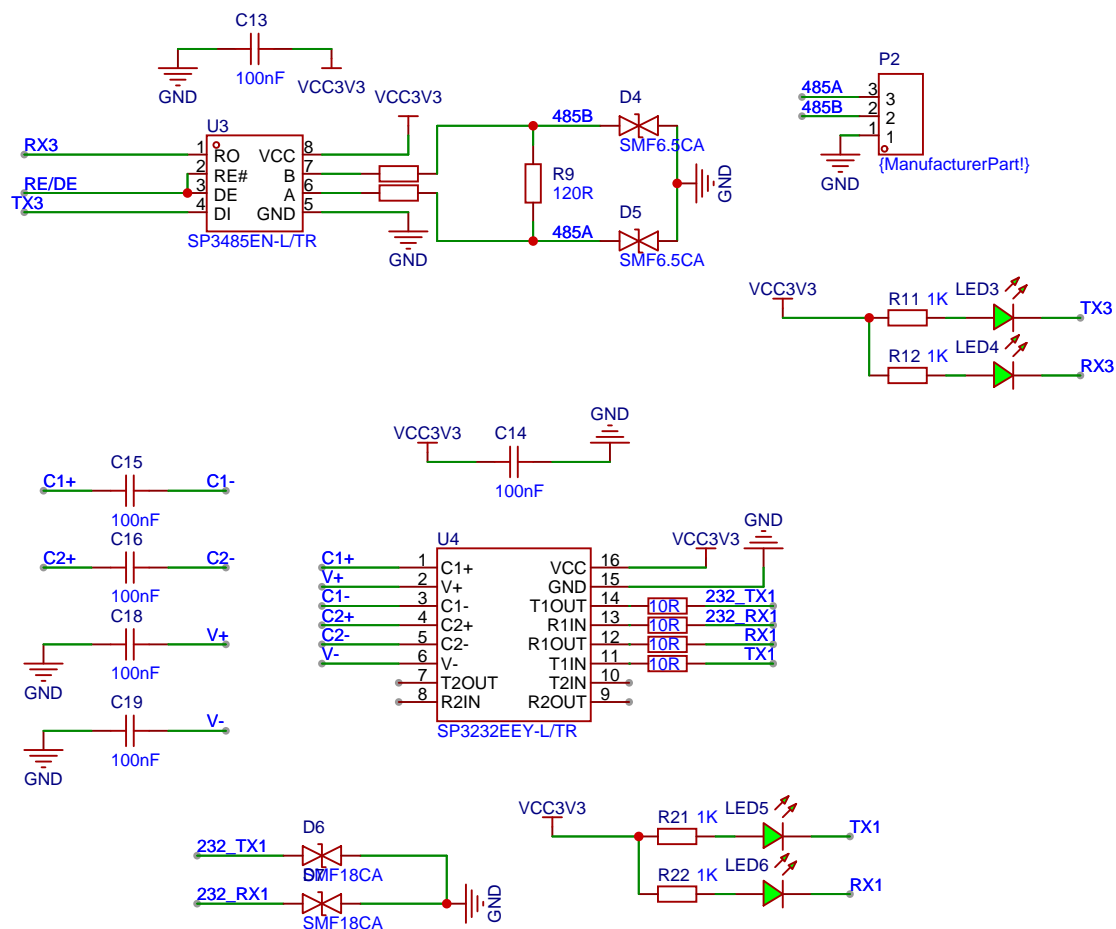 C13
100nF
GND
VCC3V3
VCC3V3
U3
RX3
RE/DE
TX3
1 RO VCC 8
2 RE# B 7
3 DE A 6
4 DI GND 5
SP3485EN-L/TR
GND
485B
D4
SMF6.5CA
R9
120R
GND
D5
485A
SMF6.5CA
P2
485A 3 3
485B 2 2
1 1
GND
{ManufacturerPart!}
VCC3V3
R11 1K
LED3
TX3
R12 1K
LED4
RX3
VCC3V3
C14
100nF
GND
C15
C1+ C1-
100nF
C16
C2+ C2-
100nF
C18
V+
GND
100nF
C19
V-
GND
100nF
U4
VCC3V3
GND
C1+ 1 C1+ VCC 16
V+ 2 V+ GND 15
C1- 3 C1- T1OUT 14 10R 232_TX1
C2+ 4 C2+ R1IN 13 10R 232_RX1
C2- 5 C2- R1OUT 12 10R RX1
V- 6 V- T1IN 11 10R TX1
7 T2OUT T2IN 10
8 R2IN R2OUT 9
SP3232EEY-L/TR
D6
232_TX1
SMF18CA
D7
232_RX1
SMF18CA
GND
VCC3V3
R21 1K
LED5
TX1
R22 1K
LED6
RX1